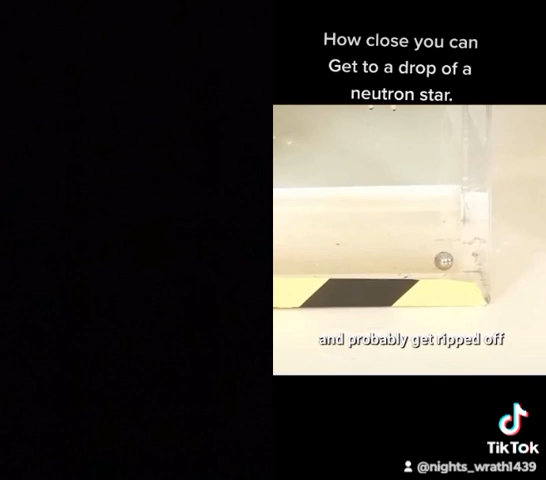 How close you can
Get to a drop of a
neutron star.
and probably get ripped off
TikTok
@nights_wrath1439